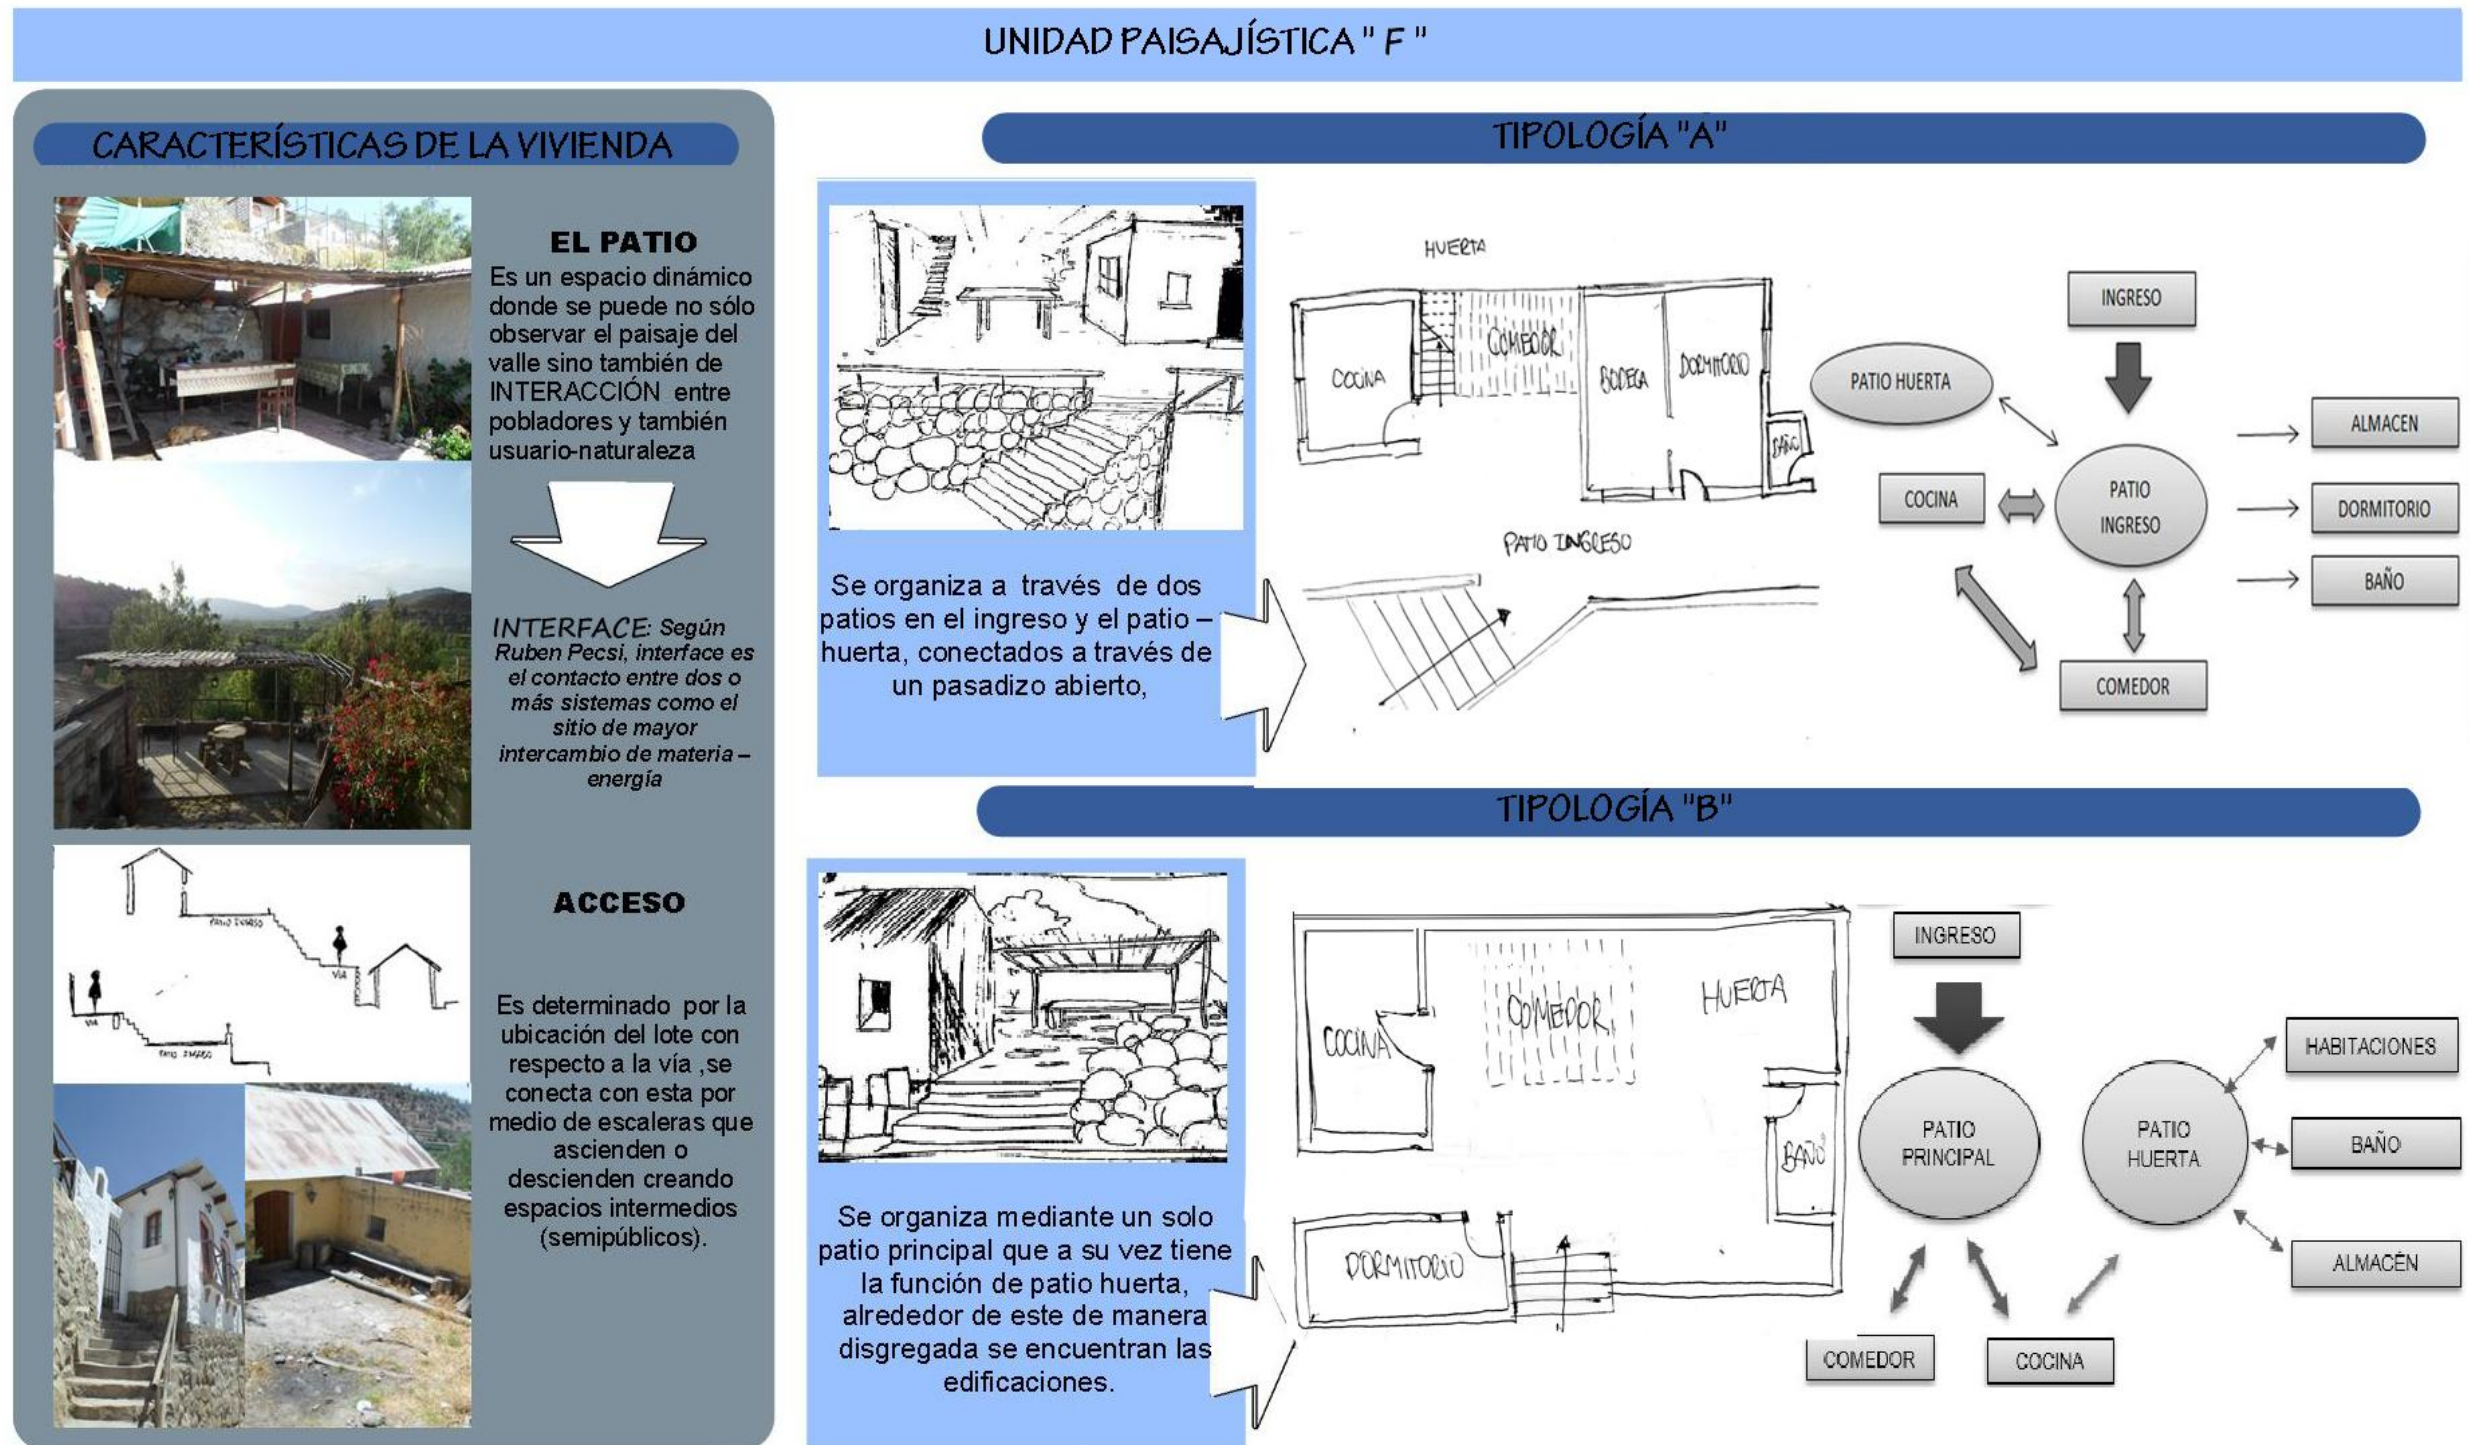 UNIDAD PAISAJÍSTICA " F "
CARACTERÍSTICAS DE LA VIVIENDA
EL PATIO
Es un espacio dinámico
donde se puede no sólo
observar el paisaje del
valle sino también de
INTERACCIÓN entre
pobladores y también
usuario-naturaleza
INTERFACE: Según
Ruben Pecsi, interface es
el contacto entre dos o
más sistemas como el
sitio de mayor
intercambio de materia –
energía
PATIO INGRESO
VIA
VIA
PATIO INGRESO
ACCESO
Es determinado por la
ubicación del lote con
respecto a la vía ,se
conecta con esta por
medio de escaleras que
ascienden o
descienden creando
espacios intermedios
(semipúblicos).
TIPOLOGÍA "A"
Se organiza a través de dos
patios en el ingreso y el patio –
huerta, conectados a través de
un pasadizo abierto,
HUERTA
COCINA
COMEDOR
BODEGA
DORMITORIO
BAÑO
PATIO INGRESO
INGRESO
PATIO HUERTA
ALMACEN
COCINA
PATIO
INGRESO
DORMITORIO
BAÑO
COMEDOR
TIPOLOGÍA "B"
Se organiza mediante un solo
patio principal que a su vez tiene
la función de patio huerta,
alrededor de este de manera
disgregada se encuentran las
edificaciones.
COCINA
COMEDOR
HUERTA
BAÑO
DORMITORIO
INGRESO
PATIO
PRINCIPAL
PATIO
HUERTA
HABITACIONES
BAÑO
ALMACÉN
COMEDOR
COCINA